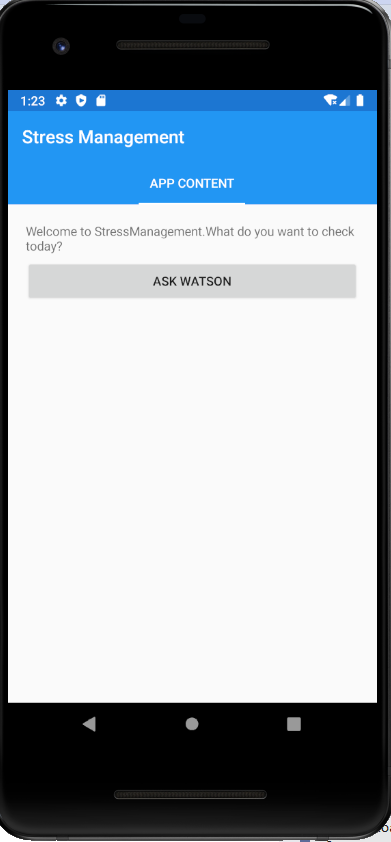 1:23
Stress Management
APP CONTENT
Welcome to StressManagement.What do you want to check
today?
ASK WATSON